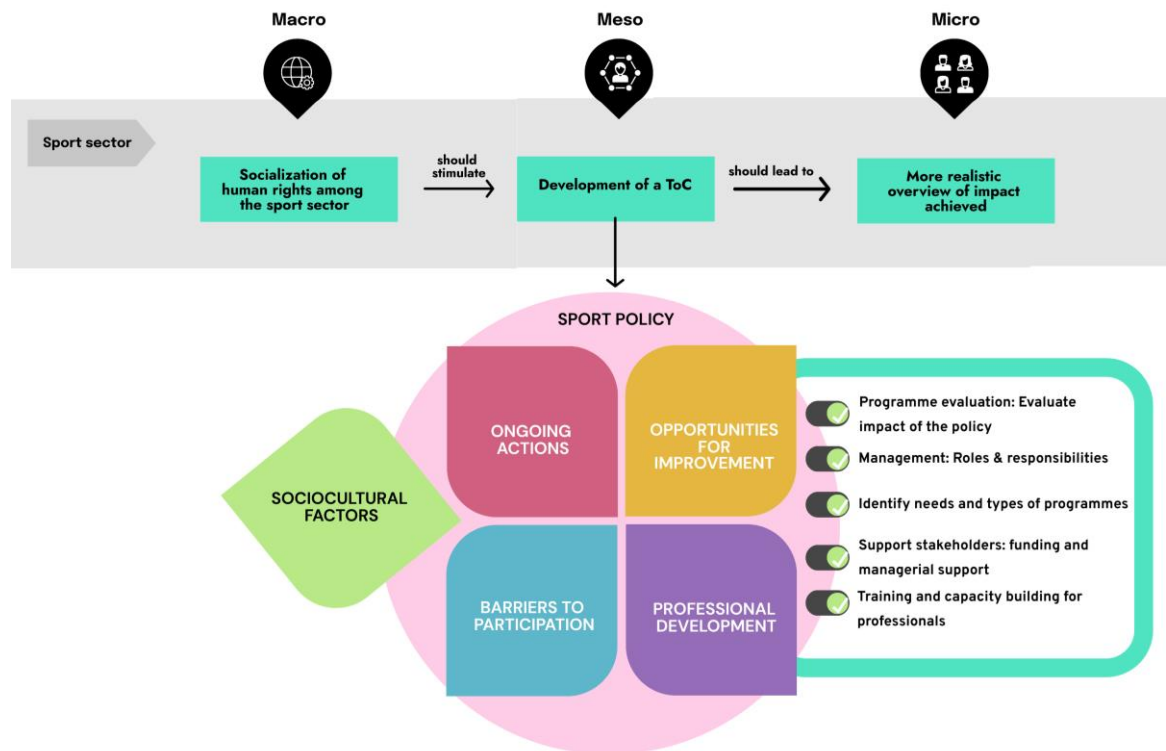 Macro
Meso
Micro
Sport sector
Socialization of
human rights among
the sport sector
should
stimulate
Development of a ToC
should lead to
More realistic
overview of impact
achieved
SPORT POLICY
ONGOING
ACTIONS
OPPORTUNITIES
FOR
IMPROVEMENT
SOCIOCULTURAL
FACTORS
BARRIERS TO
PARTICIPATION
PROFESSIONAL
DEVELOPMENT
Programme evaluation: Evaluate
impact of the policy
Management: Roles & responsibilities
Identify needs and types of programmes
Support stakeholders: funding and
managerial support
Training and capacity building for
professionals